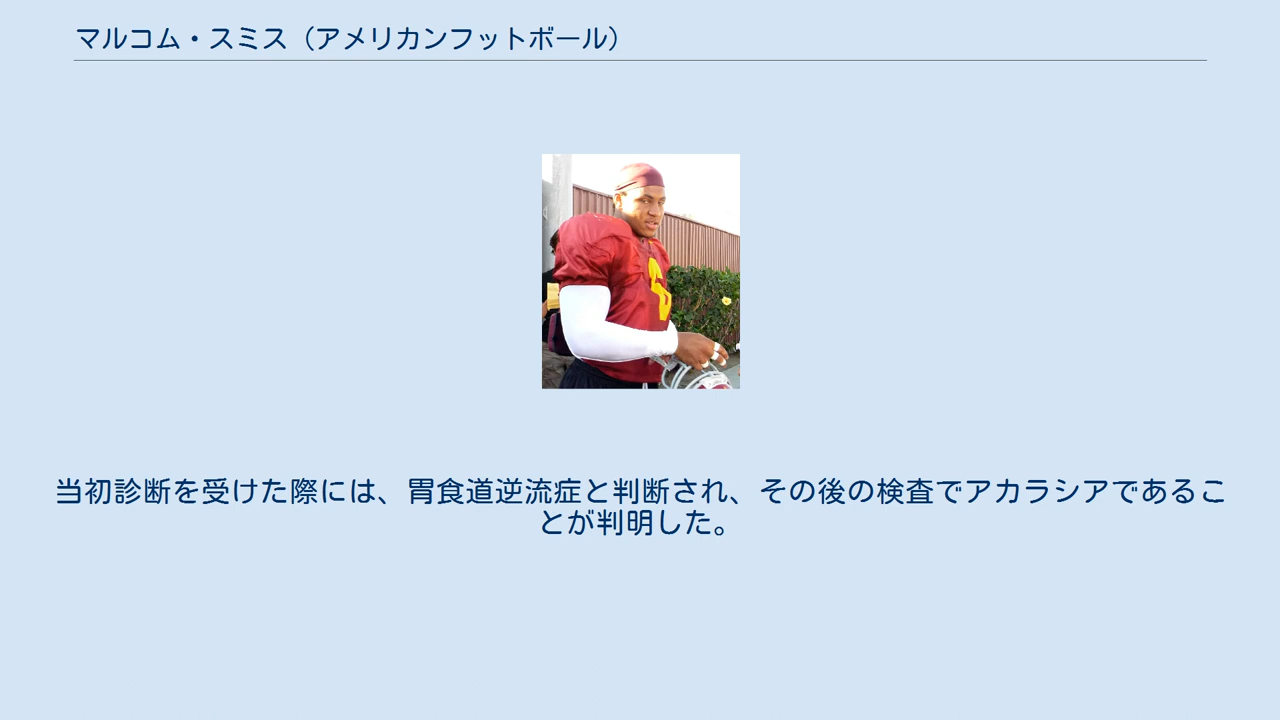 マルコム・スミス（アメリカンフットボール）
当初診断を受けた際には、胃食道逆流症と判断され、その後の検査でアカラシアであるこ
とが判明した。